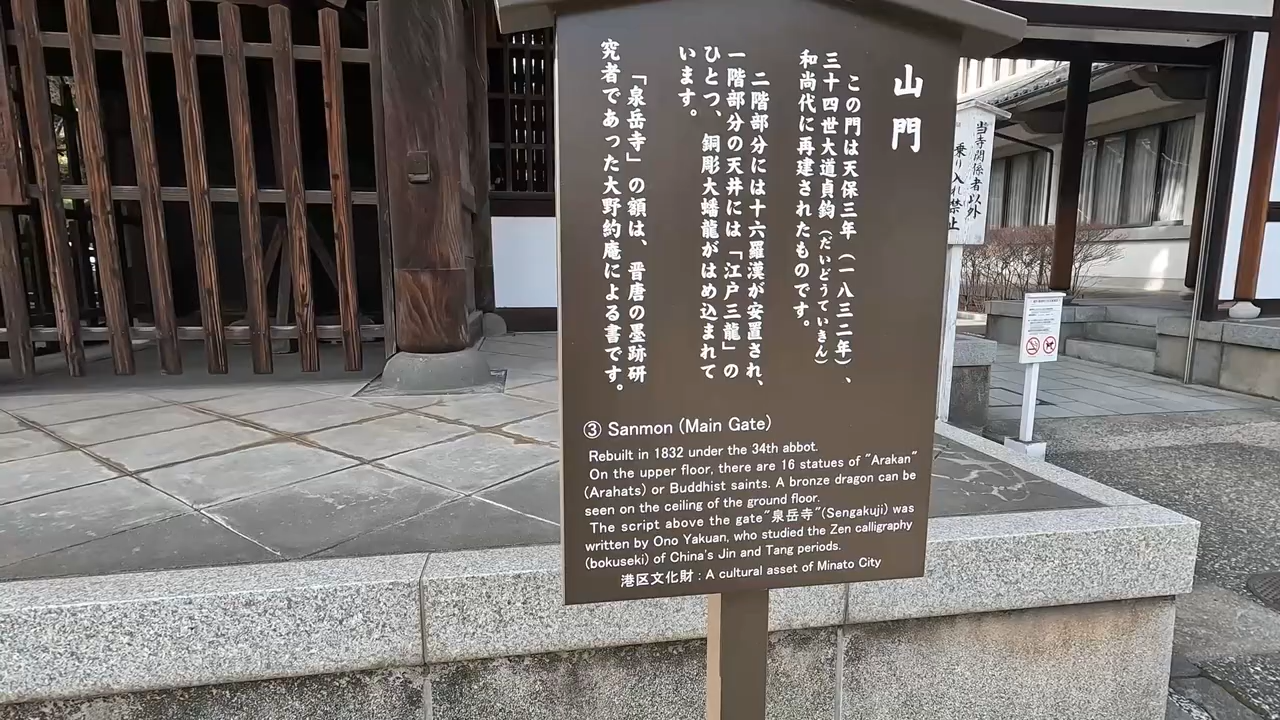 山門
この門は天保三年（一八三二年）、
三十四世大道貞鈞（だいどうていきん）
和尚代に再建されたものです。
二階部分には十六羅漢が安置され、
一階部分の天井には「江戸三龍」の
ひとつ、銅彫大蟠龍がはめ込まれて
います。
「泉岳寺」の額は、晋唐の墨跡研
究者であった大野約庵による書です。
③ Sanmon (Main Gate)
Rebuilt in 1832 under the 34th abbot.
On the upper floor, there are 16 statues of "Arakan"
(Arahats) or Buddhist saints. A bronze dragon can be
seen on the ceiling of the ground floor.
The script above the gate"泉岳寺"(Sengakuji) was
written by Ono Yakuan, who studied the Zen calligraphy
(bokuseki) of China's Jin and Tang periods.
港区文化財 : A cultural asset of Minato City
当寺関係者以外
乗り入れ禁止